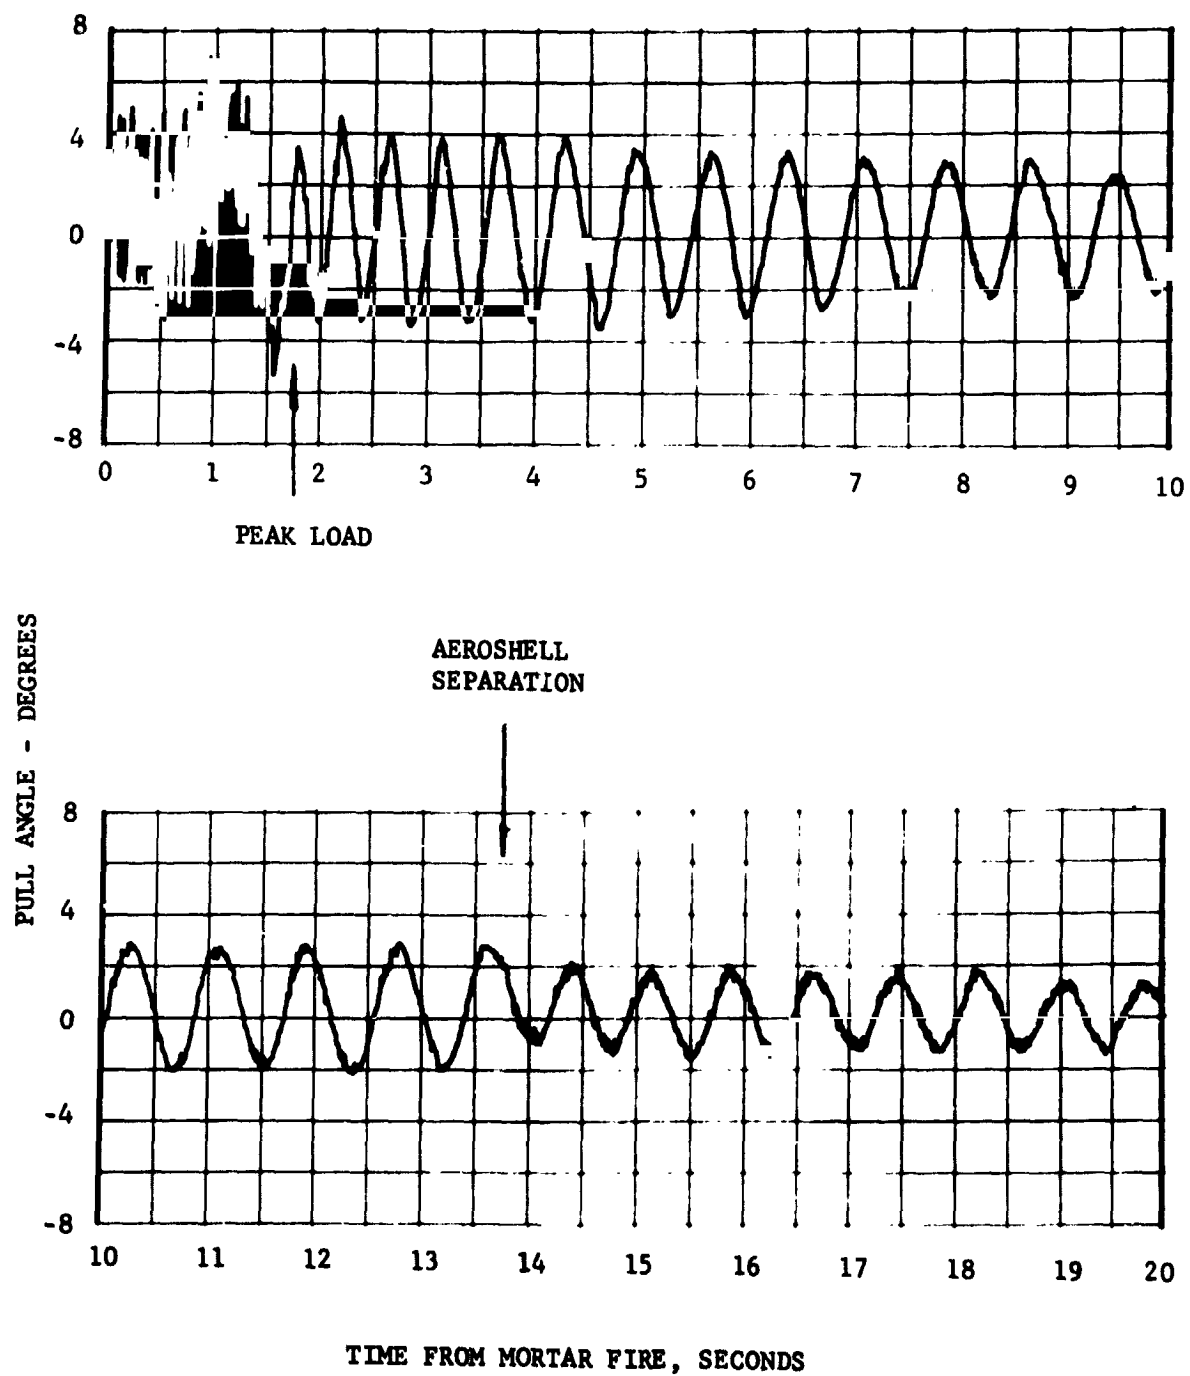 8
4
0
-4
-8
0 1 2 3 4 5 6 7 8 9 10
PEAK LOAD
AEROSHELL
SEPARATION
PULL ANGLE - DEGREES
8
4
0
-4
-8
10 11 12 13 14 15 16 17 18 19 20
TIME FROM MORTAR FIRE, SECONDS